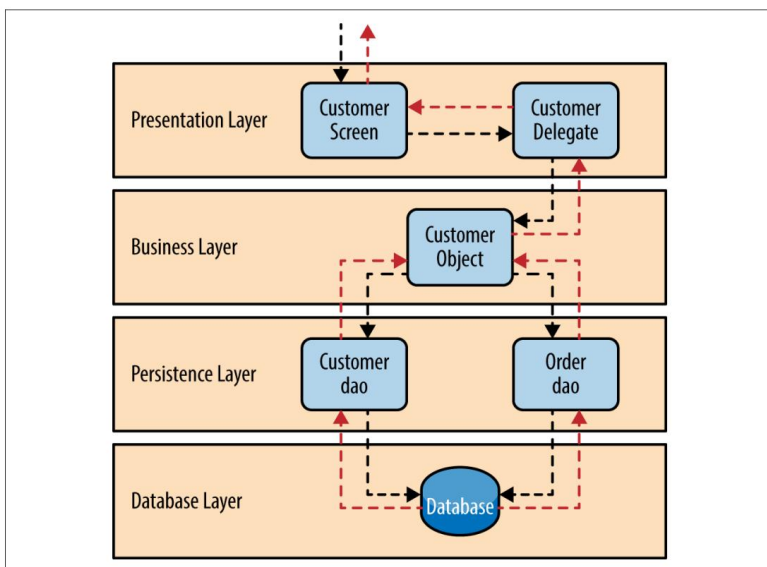 Presentation Layer
Customer
Screen
Customer
Delegate
Business Layer
Customer
Object
Persistence Layer
Customer
dao
Order
dao
Database Layer
Database